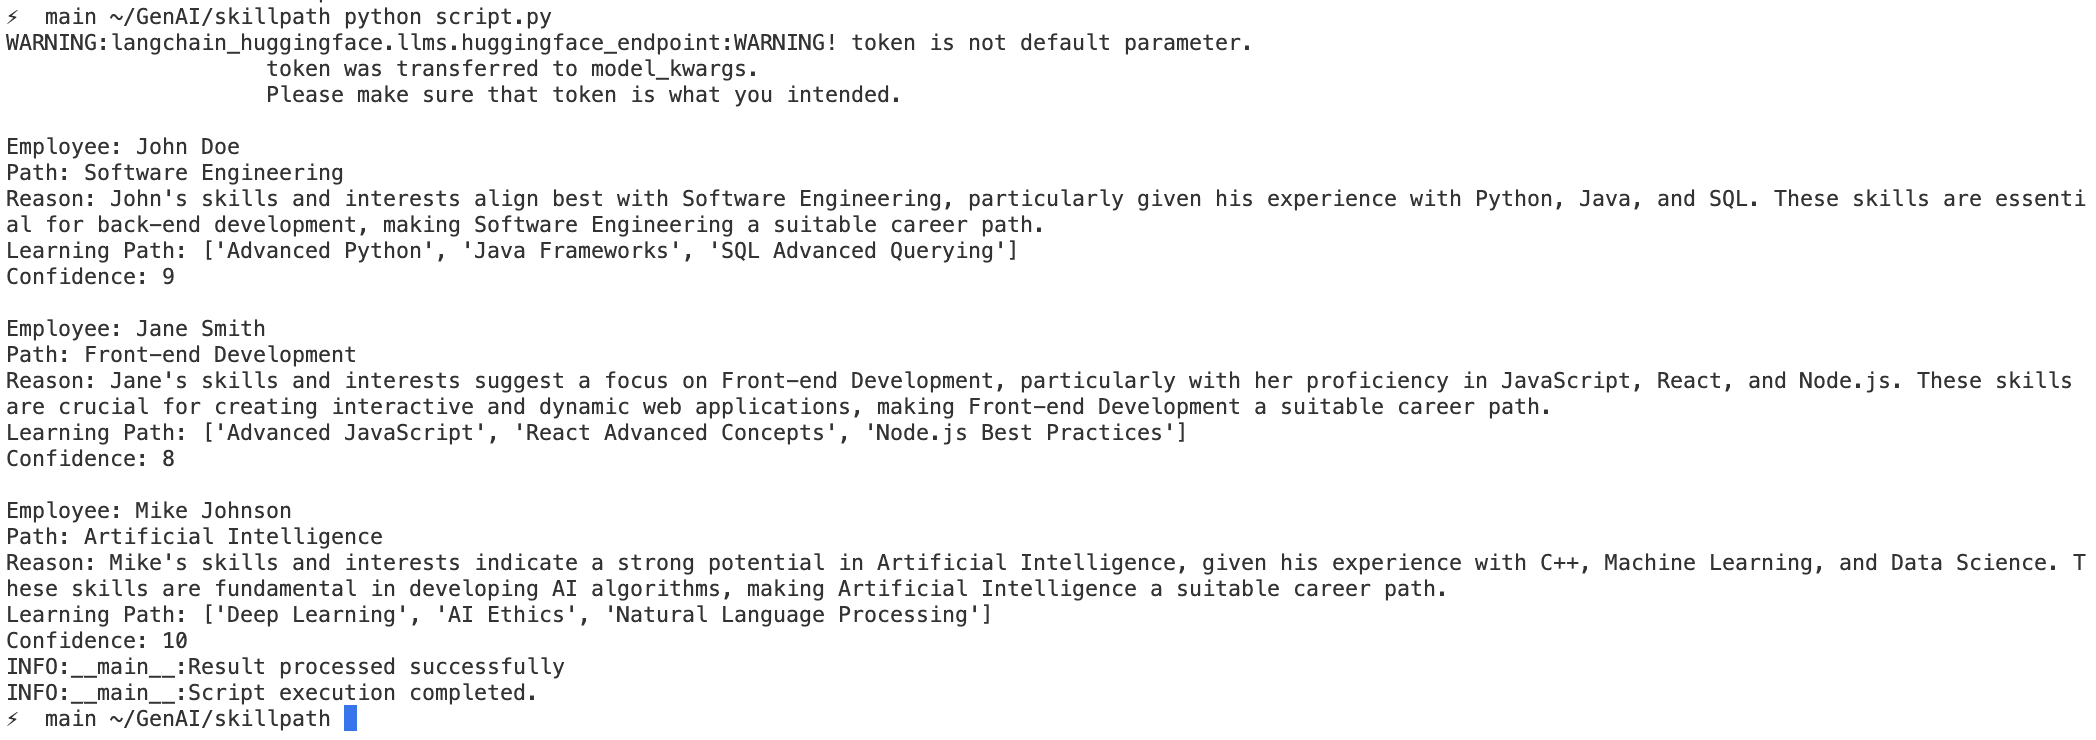 ⚡ main ~/GenAI/skillpath python script.py
WARNING:langchain_huggingface.llms.huggingface_endpoint:WARNING! token is not default parameter.
                    token was transferred to model_kwargs.
                    Please make sure that token is what you intended.

Employee: John Doe
Path: Software Engineering
Reason: John's skills and interests align best with Software Engineering, particularly given his experience with Python, Java, and SQL. These skills are essenti
al for back-end development, making Software Engineering a suitable career path.
Learning Path: ['Advanced Python', 'Java Frameworks', 'SQL Advanced Querying']
Confidence: 9

Employee: Jane Smith
Path: Front-end Development
Reason: Jane's skills and interests suggest a focus on Front-end Development, particularly with her proficiency in JavaScript, React, and Node.js. These skills
are crucial for creating interactive and dynamic web applications, making Front-end Development a suitable career path.
Learning Path: ['Advanced JavaScript', 'React Advanced Concepts', 'Node.js Best Practices']
Confidence: 8

Employee: Mike Johnson
Path: Artificial Intelligence
Reason: Mike's skills and interests indicate a strong potential in Artificial Intelligence, given his experience with C++, Machine Learning, and Data Science. T
hese skills are fundamental in developing AI algorithms, making Artificial Intelligence a suitable career path.
Learning Path: ['Deep Learning', 'AI Ethics', 'Natural Language Processing']
Confidence: 10
INFO:__main__:Result processed successfully
INFO:__main__:Script execution completed.
⚡ main ~/GenAI/skillpath